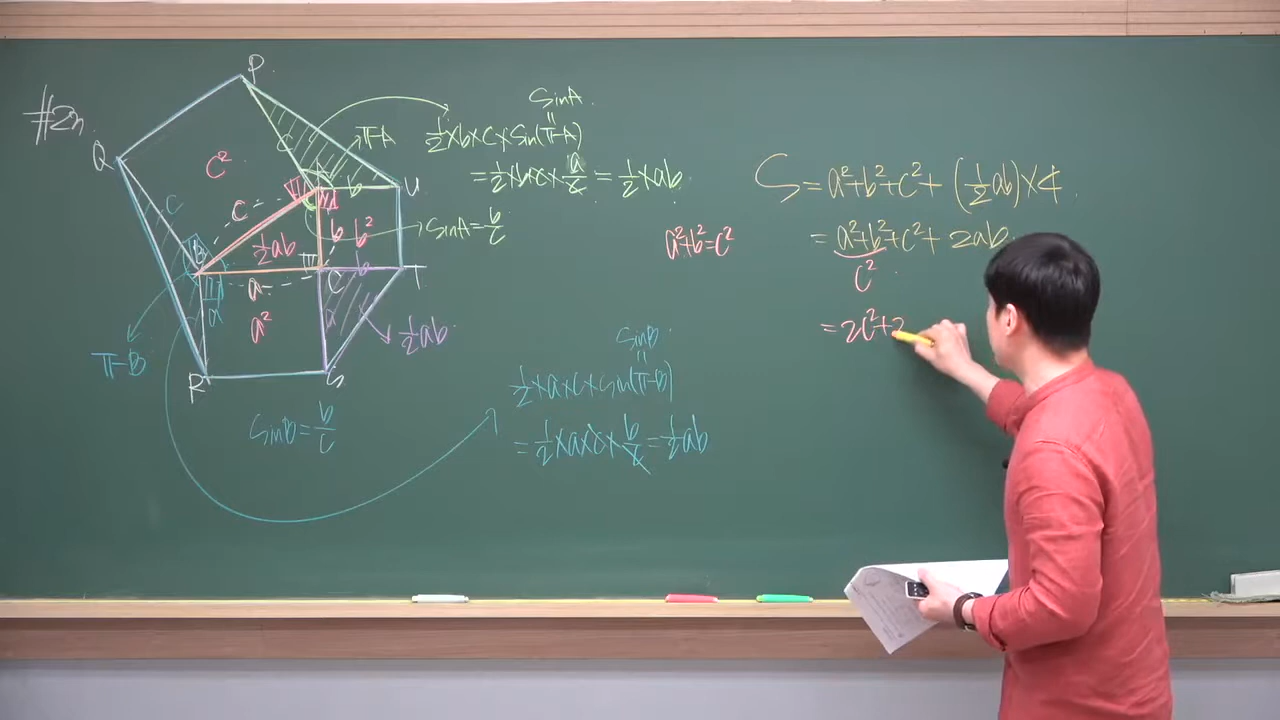 #2n.
P
Q
U
T
R
S
A
B
C
c²
c
c
c
b
b
b²
½ab
a
b
a
a²
a
π-A
π-B
½ab
SinB = b/c
SinA
=
½×b×c×Sin(π-A)
= ½×b×c×a/c = ½×ab
SinA = b/c
a²+b²=c²
SinB
=
½×a×c×Sin(π-B)
= ½×a×c×b/c = ½ab
S = a²+b²+c²+(½ab)×4
= a²+b²+c²+2ab
c²
= 2c²+2